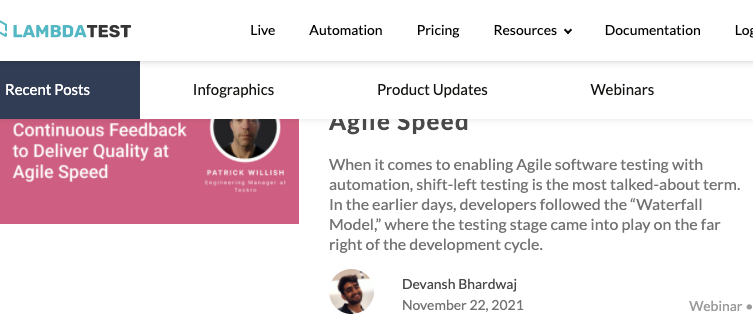 LAMBDATEST
Live Automation Pricing Resources Documentation
Recent Posts Infographics Product Updates Webinars
Continuous Feedback
to Deliver Quality at
Agile Speed
PATRICK WILLISH
Engineering Manager at
Teskro
Agile Speed
When it comes to enabling Agile software testing with
automation, shift-left testing is the most talked-about term.
In the earlier days, developers followed the “Waterfall
Model,” where the testing stage came into play on the far
right of the development cycle.
Devansh Bhardwaj
November 22, 2021
Webinar •